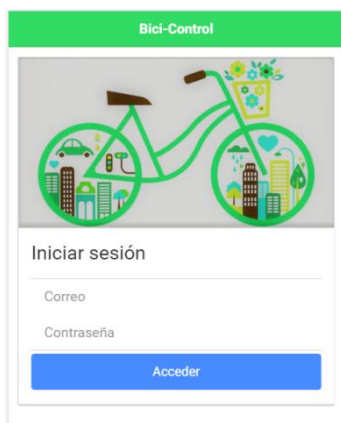 Bici-Control
Iniciar sesión
Correo
Contraseña
Acceder